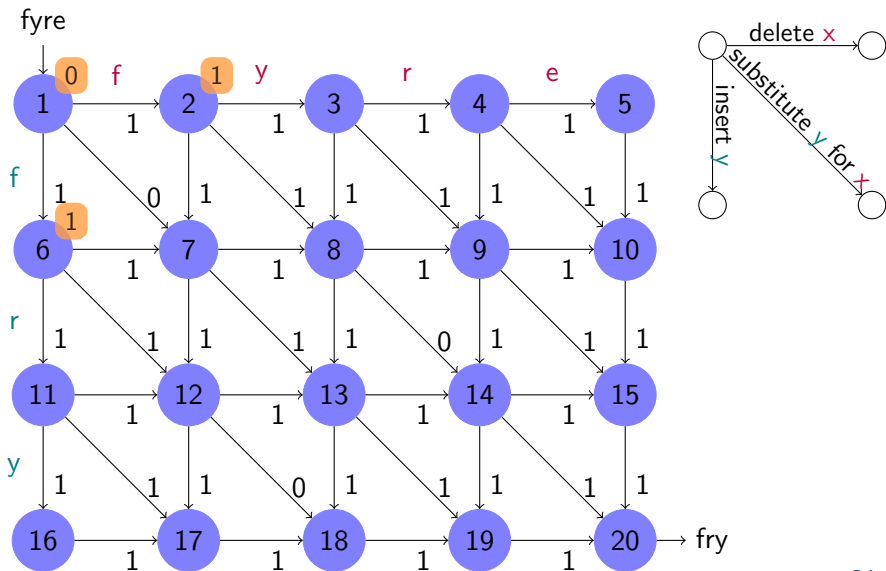 fyre
0 f 1 y r e
1 2 3 4 5
1 1 1 1
f 1 0 1 1 1 1 1 1 1
1
6 7 8 9 10
1 1 1 1
r 1 1 1 1 1 0 1 1 1
11 12 13 14 15
1 1 1 1
y 1 1 1 0 1 1 1 1 1
16 17 18 19 20 fry
1 1 1 1
delete x
substitute y for x
insert y